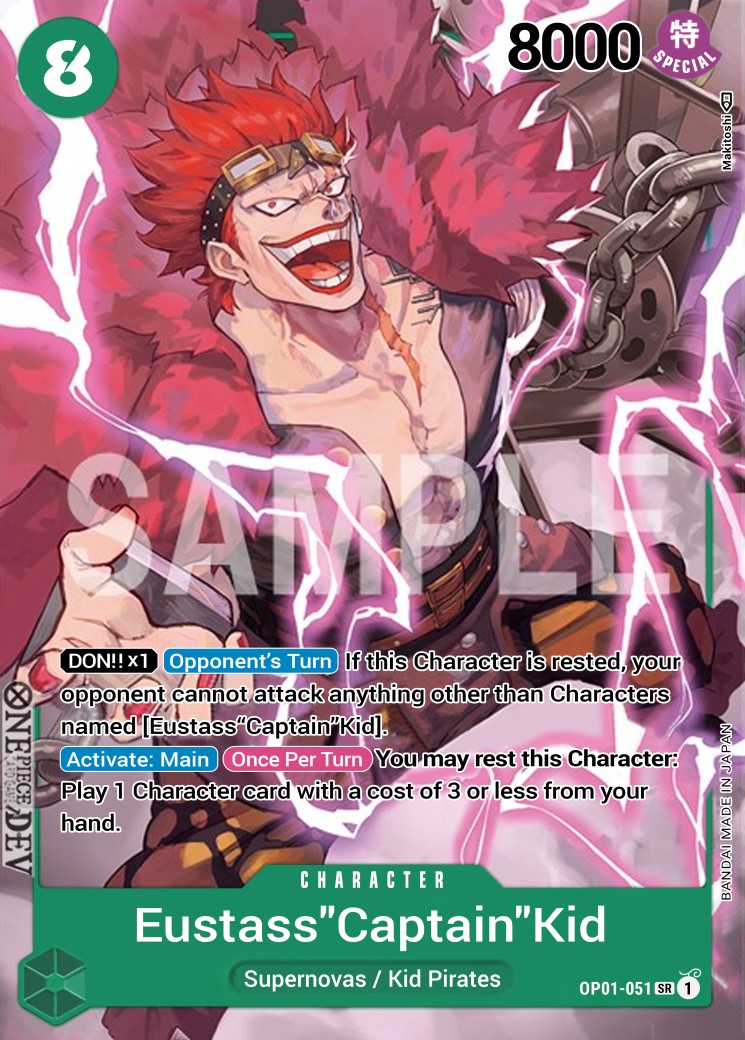 8
8000
特
SPECIAL
Makitoshi
SAMPLE
DON!! ×1 Opponent's Turn If this Character is rested, your
opponent cannot attack anything other than Characters
named [Eustass“Captain”Kid].
Activate: Main Once Per Turn You may rest this Character:
Play 1 Character card with a cost of 3 or less from your
hand.
ONE PIECE
DEV
BANDAI MADE IN JAPAN
CHARACTER
Eustass"Captain"Kid
Supernovas / Kid Pirates
OP01-051 SR 1